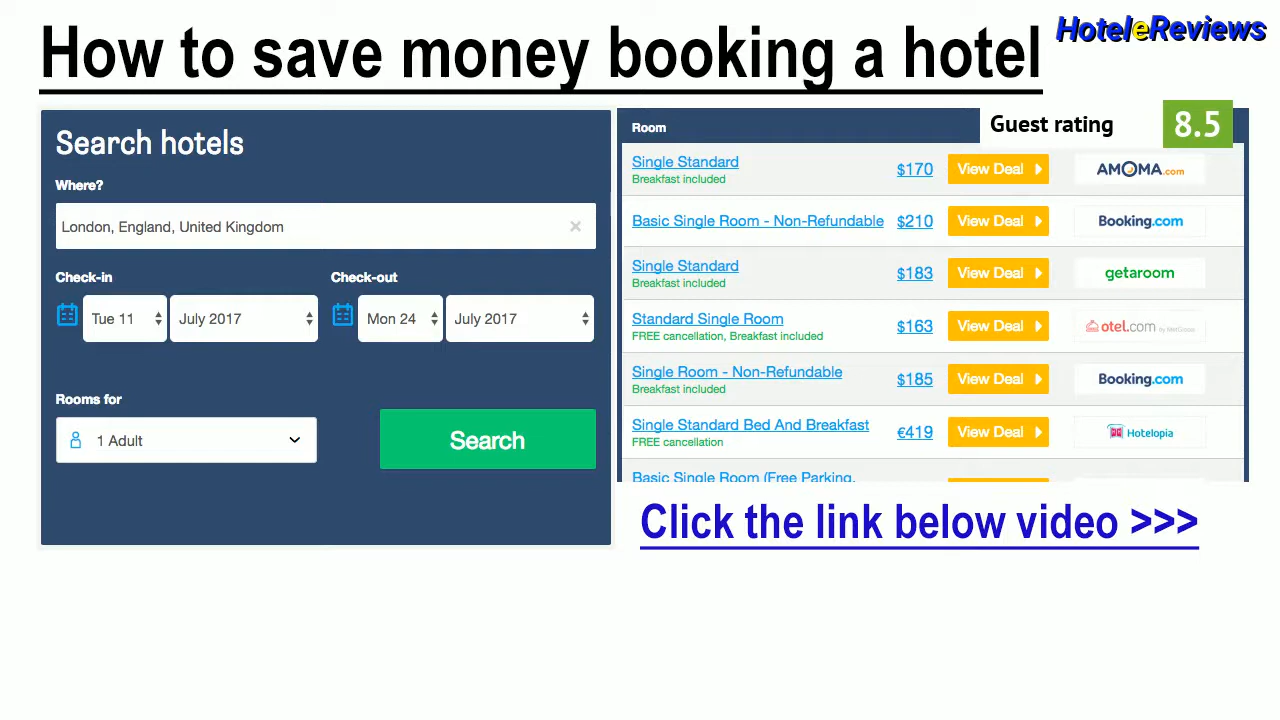 How to save money booking a hotel
HoteleReviews
Search hotels
Where?
London, England, United Kingdom
Check-in
Check-out
Tue 11
July 2017
Mon 24
July 2017
Rooms for
1 Adult
Search
Room
Guest rating
8.5
Single Standard
Breakfast included
$170
View Deal
AMOMA.com
Basic Single Room - Non-Refundable
$210
View Deal
Booking.com
Single Standard
Breakfast included
$183
View Deal
getaroom
Standard Single Room
FREE cancellation, Breakfast included
$163
View Deal
otel.com
Single Room - Non-Refundable
Breakfast included
$185
View Deal
Booking.com
Single Standard Bed And Breakfast
FREE cancellation
€419
View Deal
Hotelopia
Basic Single Room (Free Parking,
Click the link below video >>>